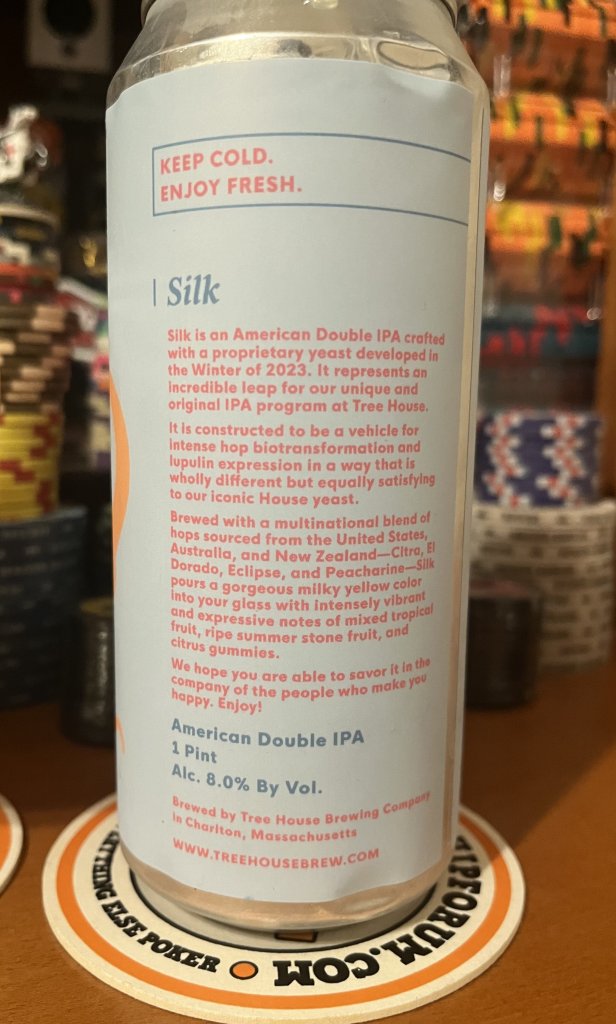 KEEP COLD.
ENJOY FRESH.
Silk
Silk is an American Double IPA crafted
with a proprietary yeast developed in
the Winter of 2023. It represents an
incredible leap for our unique and
original IPA program at Tree House.
It is constructed to be a vehicle for
intense hop biotransformation and
lupulin expression in a way that is
wholly different but equally satisfying
to our iconic House yeast.
Brewed with a multinational blend of
hops sourced from the United States,
Australia, and New Zealand—Citra, El
Dorado, Eclipse, and Peacharine—Silk
pours a gorgeous milky yellow color
into your glass with intensely vibrant
and expressive notes of mixed tropical
fruit, ripe summer stone fruit, and
citrus gummies.
We hope you are able to savor it in the
company of the people who make you
happy. Enjoy!
American Double IPA
1 Pint
Alc. 8.0% By Vol.
Brewed by Tree House Brewing Company
in Charlton, Massachusetts
WWW.TREEHOUSEBREW.COM
ELSE POKER
IPFORUM.COM